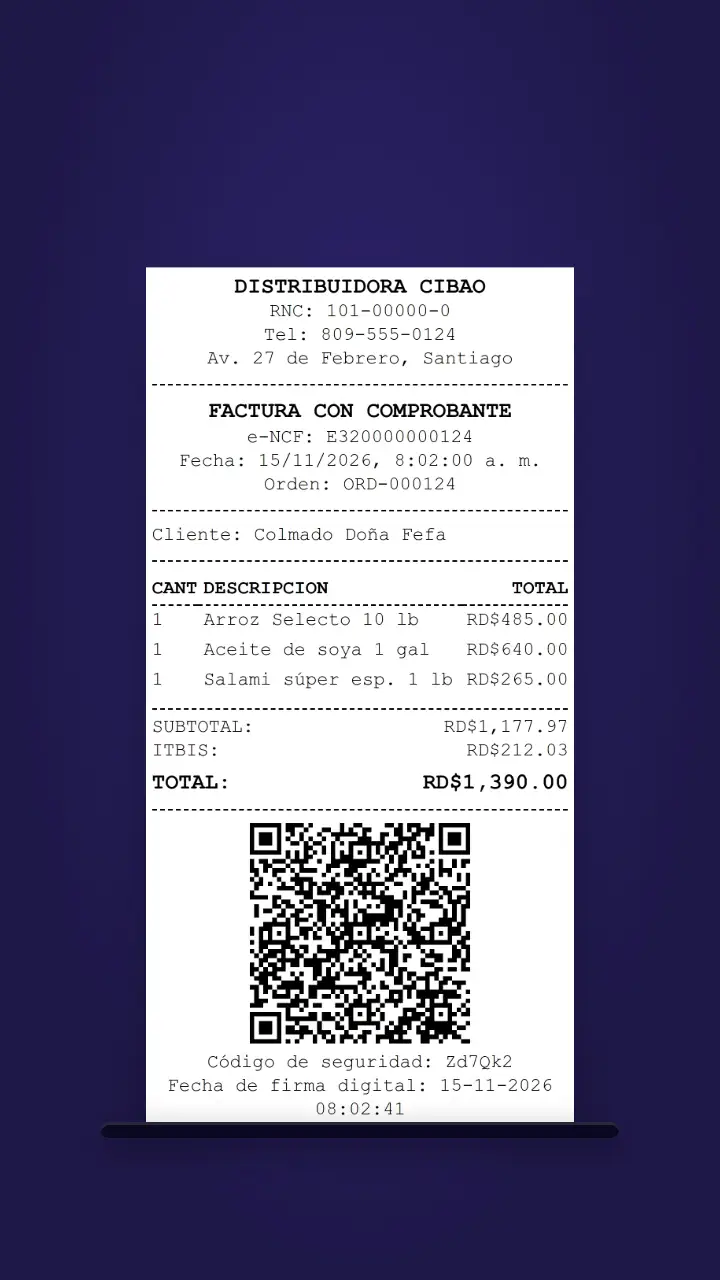 DISTRIBUIDORA CIBAO
RNC: 101-00000-0
Tel: 809-555-0124
Av. 27 de Febrero, Santiago
FACTURA CON COMPROBANTE
e-NCF: E320000000124
Fecha: 15/11/2026, 8:02:00 a. m.
Orden: ORD-000124
Cliente: Colmado Doña Fefa
CANT DESCRIPCION TOTAL
1 Arroz Selecto 10 lb RD$485.00
1 Aceite de soya 1 gal RD$640.00
1 Salami súper esp. 1 lb RD$265.00
SUBTOTAL: RD$1,177.97
ITBIS: RD$212.03
TOTAL: RD$1,390.00
Código de seguridad: Zd7Qk2
Fecha de firma digital: 15-11-2026
08:02:41